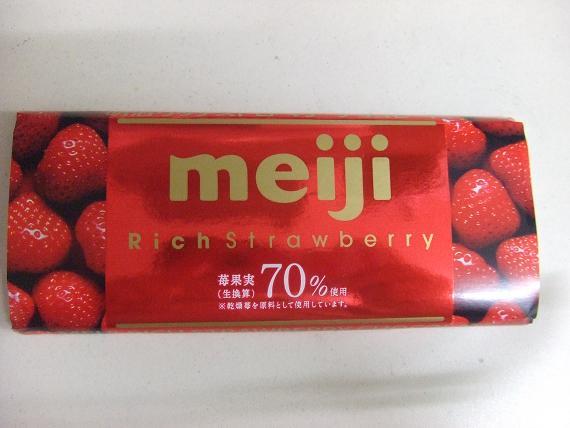 meiji
Rich Strawberry
苺果実
(生換算)
70%使用
※乾燥苺を原料として使用しています。